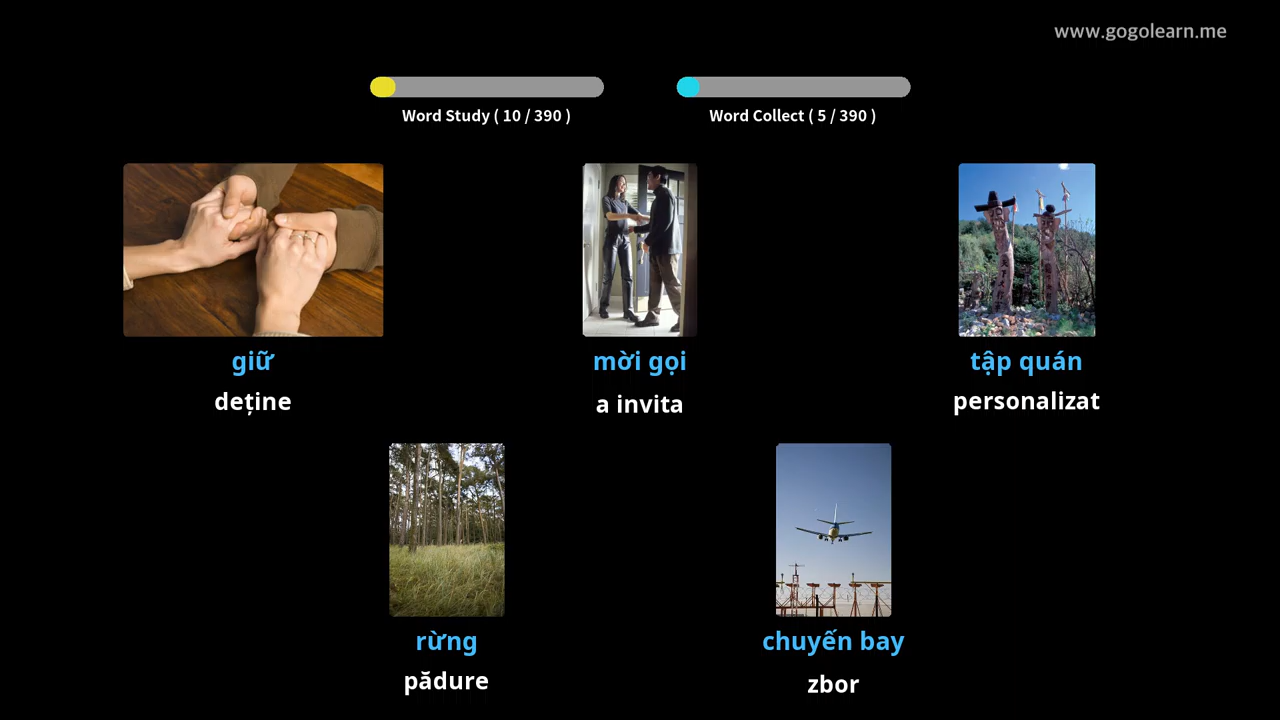 www.gogolearn.me
Word Study ( 10 / 390 )
Word Collect ( 5 / 390 )
giữ
mời gọi
tập quán
deține
a invita
personalizat
rừng
chuyến bay
pădure
zbor